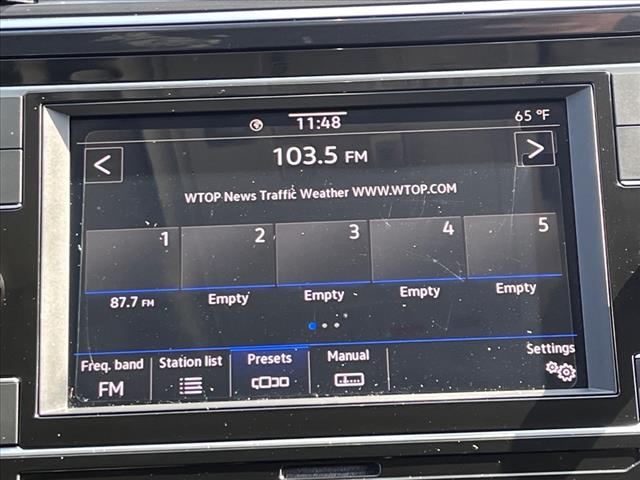 11:48
65 °F
<
103.5 FM
>
WTOP News Traffic Weather WWW.WTOP.COM
1 2 3 4 5
87.7 FM Empty Empty Empty Empty
Freq. band Station list Presets Manual Settings
FM